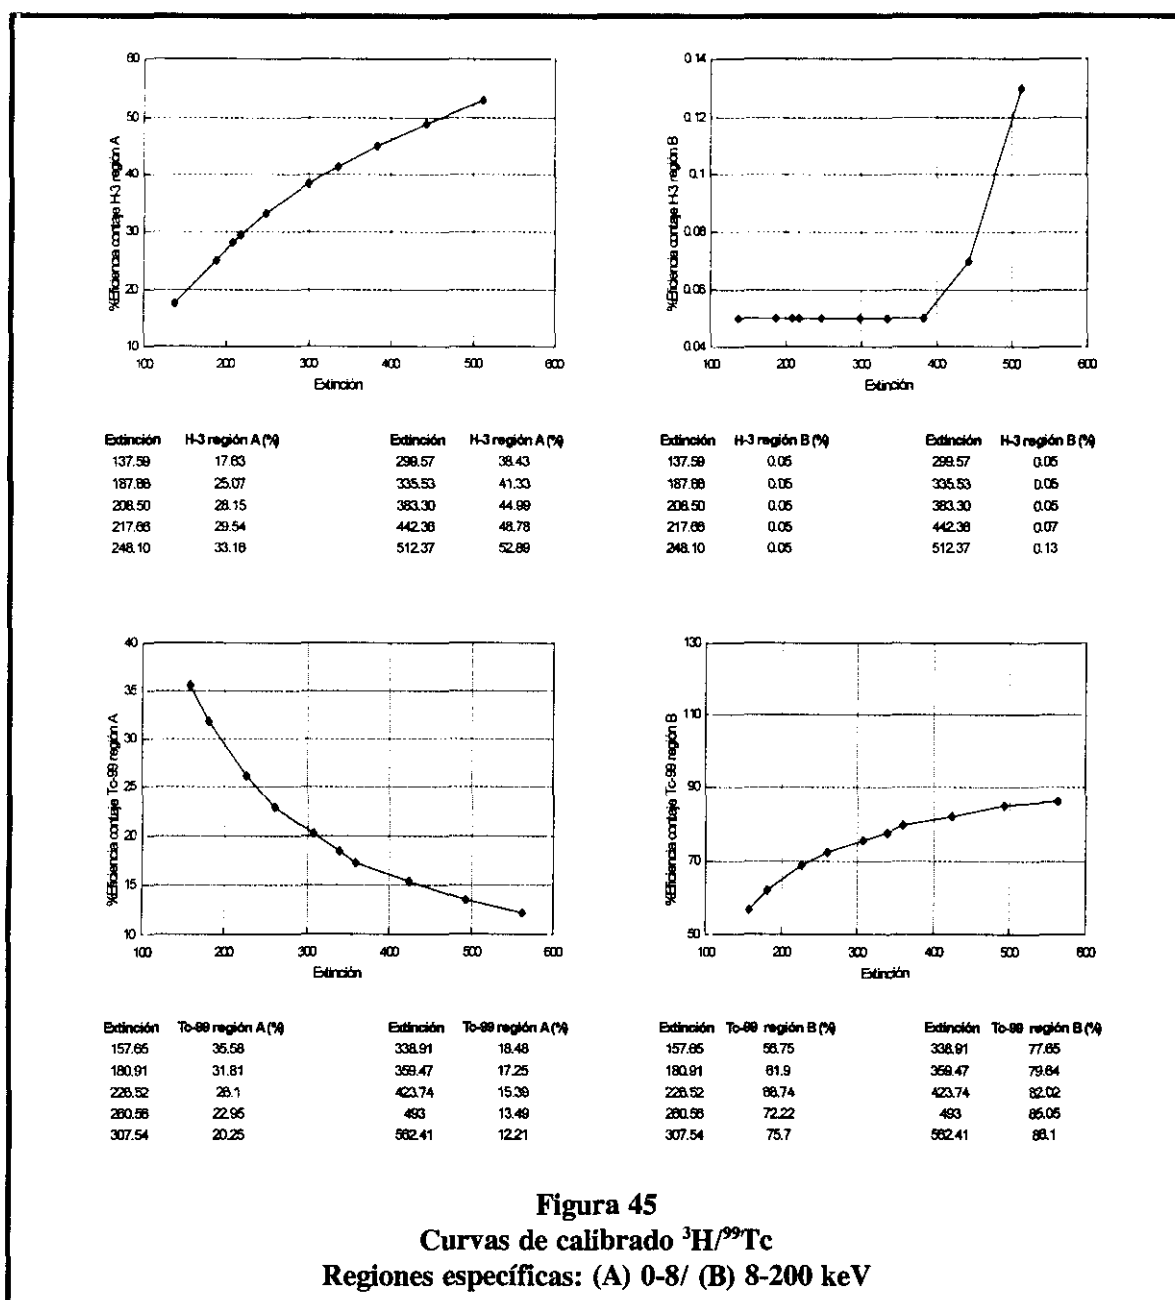 60
50
40
30
20
10
%Eficiencia contaje H-3 región A
100 200 300 400 500 600
Extinción
0.14
0.12
0.1
0.08
0.06
0.04
%Eficiencia contaje H-3 región B
100 200 300 400 500 600
Extinción
Extinción H-3 región A (%) Extinción H-3 región A (%)
137.59 17.63 299.57 38.43
187.88 25.07 335.53 41.33
208.50 28.15 383.30 44.99
217.66 29.54 442.36 48.78
248.10 33.16 512.37 52.89
Extinción H-3 región B (%) Extinción H-3 región B (%)
137.59 0.05 299.57 0.05
187.88 0.05 335.53 0.05
208.50 0.05 383.30 0.05
217.66 0.05 442.36 0.07
248.10 0.05 512.37 0.13
40
35
30
25
20
15
10
%Eficiencia contaje Tc-99 región A
100 200 300 400 500 600
Extinción
130
110
90
70
50
%Eficiencia contaje Tc-99 región B
100 200 300 400 500 600
Extinción
Extinción Tc-99 región A (%) Extinción Tc-99 región A (%)
157.65 35.58 338.91 18.48
180.91 31.81 359.47 17.25
226.52 26.1 423.74 15.39
260.56 22.95 493 13.49
307.54 20.25 562.41 12.21
Extinción Tc-99 región B (%) Extinción Tc-99 región B (%)
157.65 56.75 338.91 77.65
180.91 61.9 359.47 79.64
226.52 68.74 423.74 82.02
260.56 72.22 493 85.05
307.54 75.7 562.41 86.1
Figura 45
Curvas de calibrado ³H/⁹⁹Tc
Regiones específicas: (A) 0-8/ (B) 8-200 keV